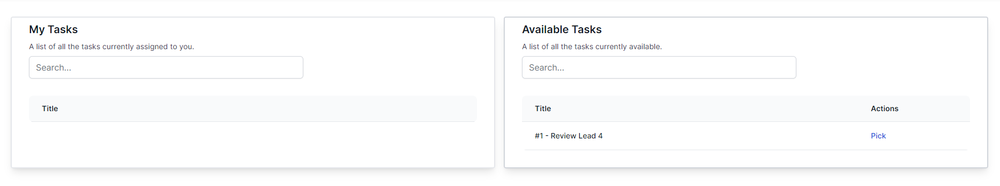 My Tasks
A list of all the tasks currently assigned to you.
Search...
Title
Available Tasks
A list of all the tasks currently available.
Search...
Title Actions
#1 - Review Lead 4 Pick